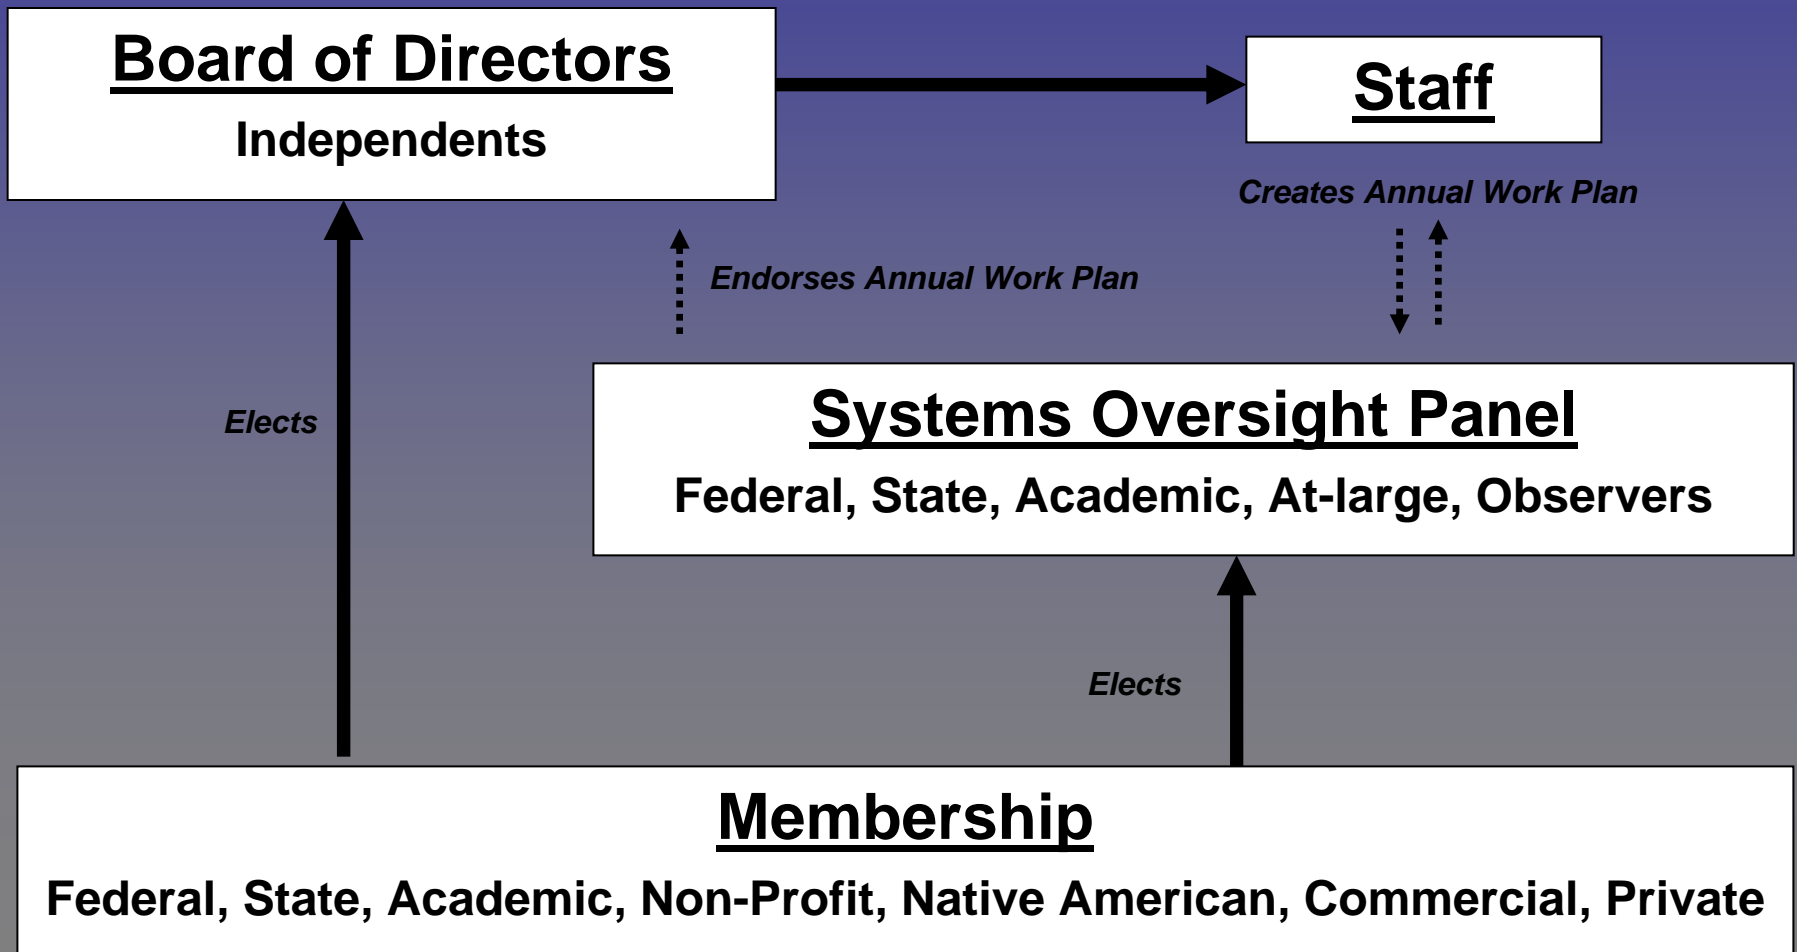 Board of Directors
Independents
Staff
Creates Annual Work Plan
Endorses Annual Work Plan
Elects
Systems Oversight Panel
Federal, State, Academic, At-large, Observers
Elects
Membership
Federal, State, Academic, Non-Profit, Native American, Commercial, Private